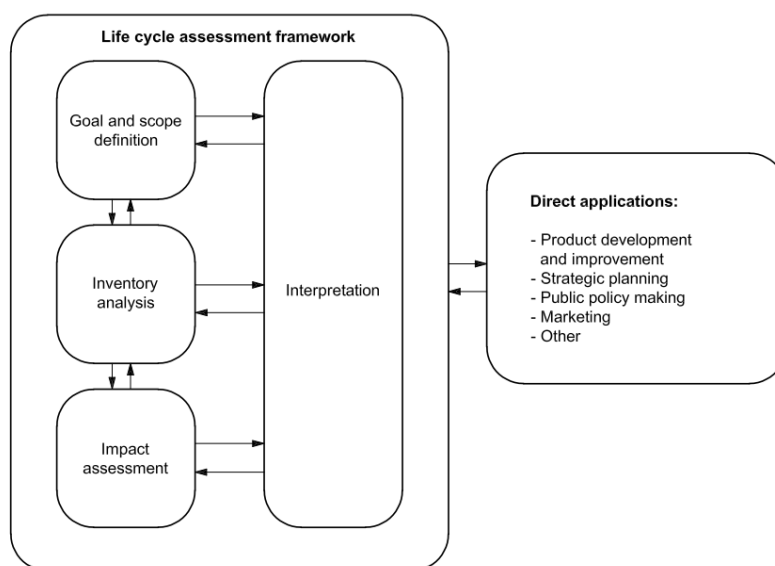 Life cycle assessment framework
Goal and scope
definition
Inventory
analysis
Impact
assessment
Interpretation
Direct applications:
- Product development
and improvement
- Strategic planning
- Public policy making
- Marketing
- Other